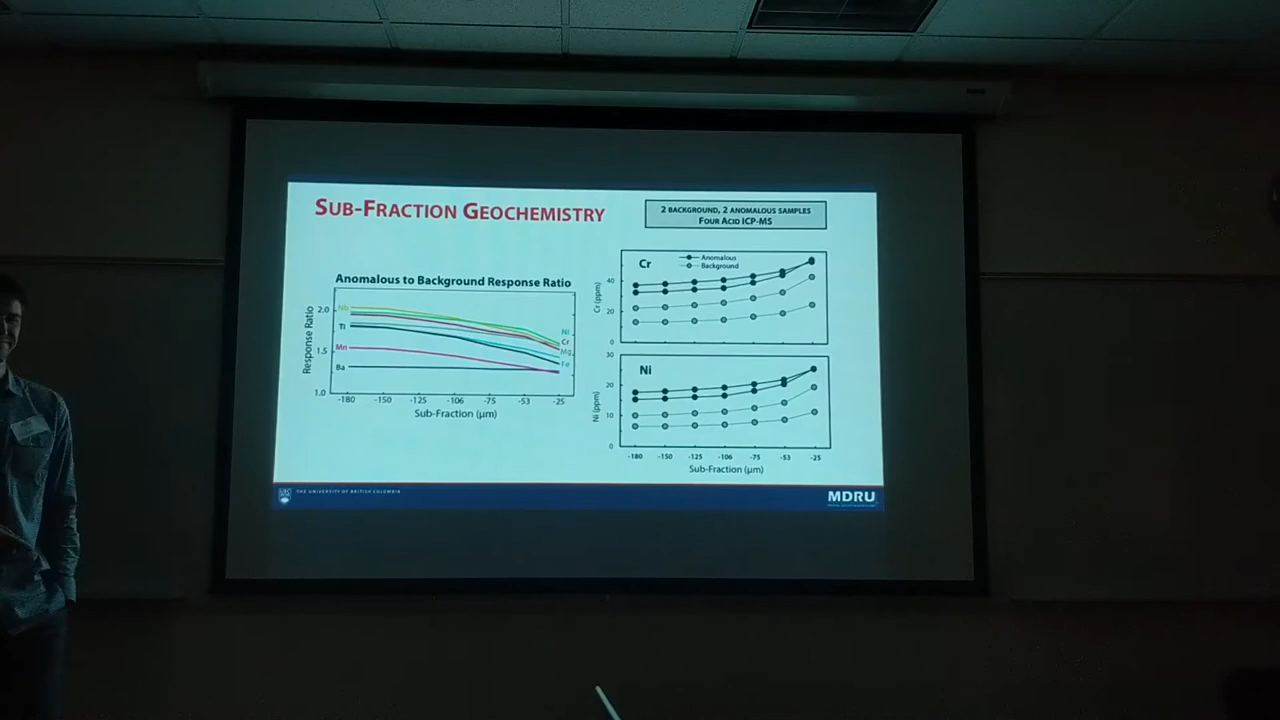 SUB-FRACTION GEOCHEMISTRY
2 BACKGROUND, 2 ANOMALOUS SAMPLES
FOUR ACID ICP-MS
Anomalous to Background Response Ratio
Response Ratio
2.0
1.5
1.0
Nb
Tl
Mn
Ba
Ni
Cr
Mg
Fe
-180 -150 -125 -106 -75 -53 -25
Sub-Fraction (μm)
Cr
Anomalous
Background
Cr (ppm)
40
20
0
Ni
Ni (ppm)
30
20
10
0
-180 -150 -125 -106 -75 -53 -25
Sub-Fraction (μm)
UBC
THE UNIVERSITY OF BRITISH COLUMBIA
MDRU